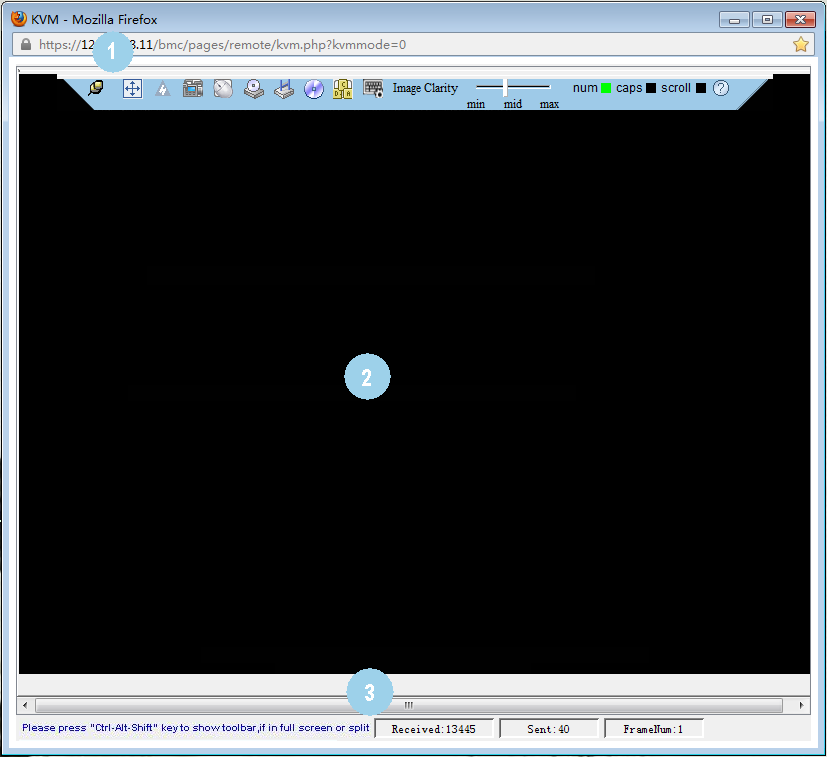 KVM - Mozilla Firefox
https://12 3.11/bmc/pages/remote/kvm.php?kvmmode=0
1
Image Clarity
min mid max
num caps scroll ?
2
3
Please press "Ctrl-Alt-Shift" key to show toolbar,if in full screen or split
Received:13445
Sent:40
FrameNum:1